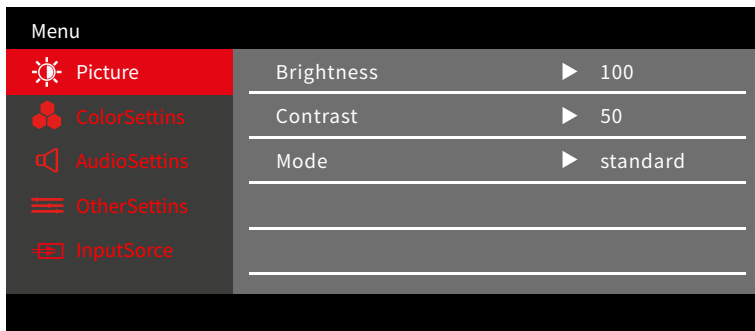 Menu
Picture
Brightness ▶ 100
ColorSettins
Contrast ▶ 50
AudioSettins
Mode ▶ standard
OtherSettins
InputSorce